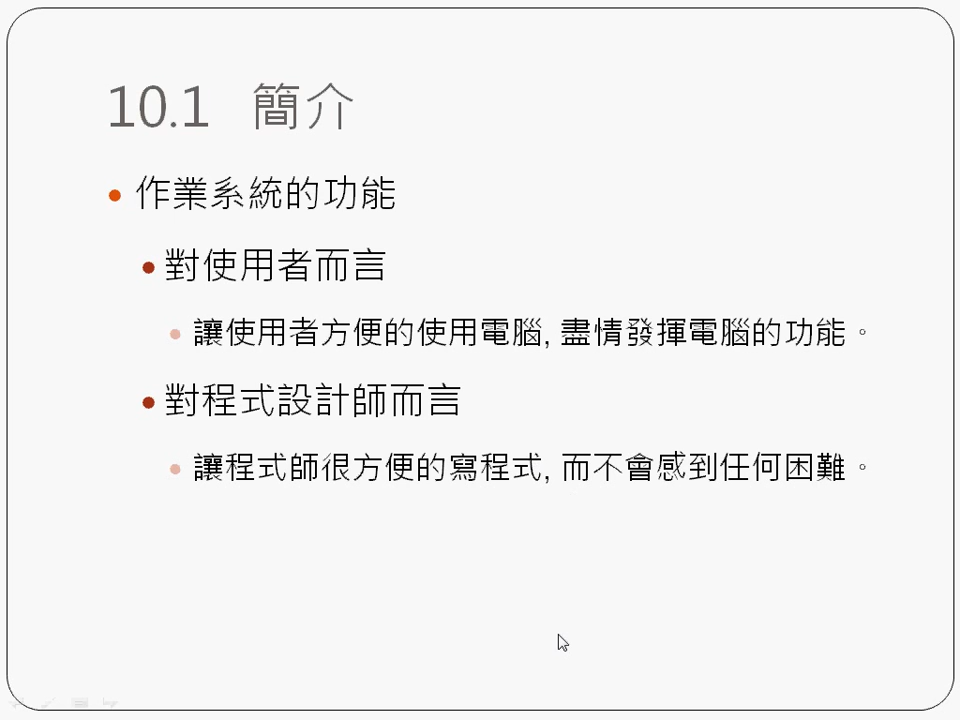 10.1 簡介
作業系統的功能
對使用者而言
讓使用者方便的使用電腦, 盡情發揮電腦的功能。
對程式設計師而言
讓程式師很方便的寫程式, 而不會感到任何困難。